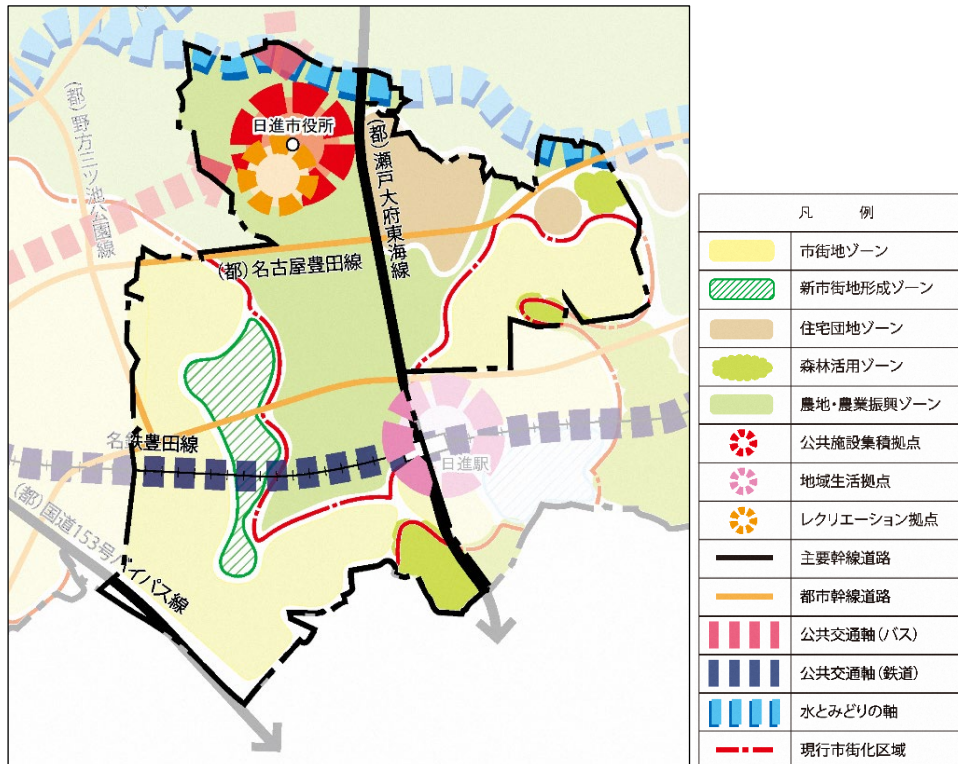 日進市役所
(都)瀬戸大府東海線
(都)野方三ツ池公園線
(都)名古屋豊田線
名鉄豊田線
日進駅
(都)国道153号バイパス線
凡 例
市街地ゾーン
新市街地形成ゾーン
住宅団地ゾーン
森林活用ゾーン
農地・農業振興ゾーン
公共施設集積拠点
地域生活拠点
レクリエーション拠点
主要幹線道路
都市幹線道路
公共交通軸(バス)
公共交通軸(鉄道)
水とみどりの軸
現行市街化区域